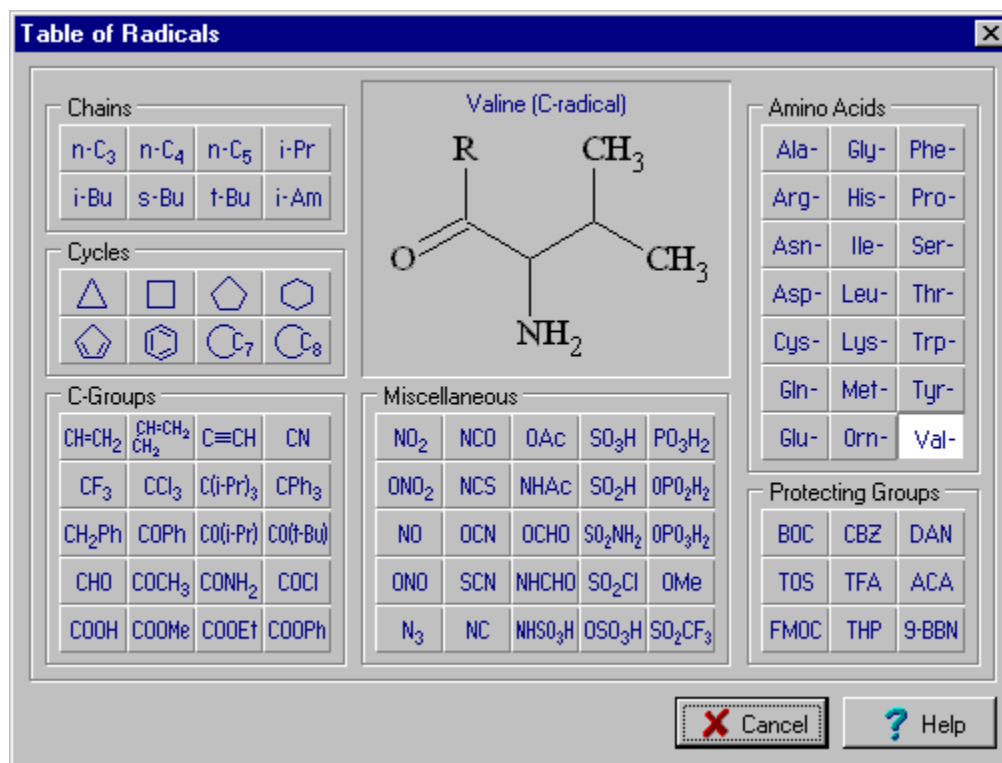 Table of Radicals
Chains
n-C3 n-C4 n-C5 i-Pr
i-Bu s-Bu t-Bu i-Am
Cycles
C7 C8
C-Groups
CH=CH2 CH=CH2 CH2 C≡CH CN
CF3 CCl3 C(i-Pr)3 CPh3
CH2Ph COPh CO(i-Pr) CO(t-Bu)
CHO COCH3 CONH2 COCl
COOH COOMe COOEt COOPh
Valine (C-radical)
R CH3
O CH3
NH2
Miscellaneous
NO2 NCO OAc SO3H PO3H2
ONO2 NCS NHAc SO2H OPO2H2
NO OCN OCHO SO2NH2 OPO3H2
ONO SCN NHCHO SO2Cl OMe
N3 NC NHSO3H OSO3H SO2CF3
Amino Acids
Ala- Gly- Phe-
Arg- His- Pro-
Asn- Ile- Ser-
Asp- Leu- Thr-
Cys- Lys- Trp-
Gln- Met- Tyr-
Glu- Orn- Val-
Protecting Groups
BOC CBZ DAN
TOS TFA ACA
FMOC THP 9-BBN
Cancel
Help